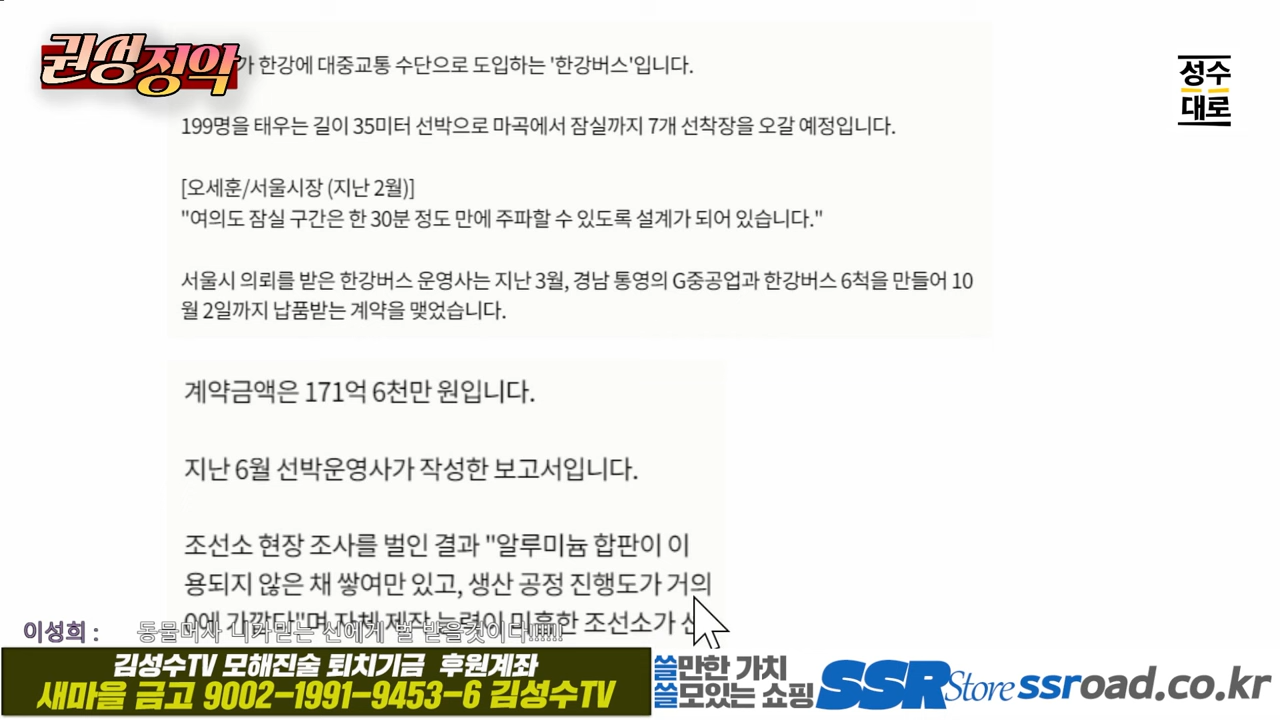 권성징악
가 한강에 대중교통 수단으로 도입하는 '한강버스'입니다.
성수
대로
199명을 태우는 길이 35미터 선박으로 마곡에서 잠실까지 7개 선착장을 오갈 예정입니다.
[오세훈/서울시장 (지난 2월)]
"여의도 잠실 구간은 한 30분 정도 만에 주파할 수 있도록 설계가 되어 있습니다."
서울시 의뢰를 받은 한강버스 운영사는 지난 3월, 경남 통영의 G중공업과 한강버스 6척을 만들어 10
월 2일까지 납품받는 계약을 맺었습니다.
계약금액은 171억 6천만 원입니다.
지난 6월 선박운영사가 작성한 보고서입니다.
조선소 현장 조사를 벌인 결과 "알루미늄 합판이 이
용되지 않은 채 쌓여만 있고, 생산 공정 진행도가 거의
0에 가깝다"며 자체 제작 능력이 미흡한 조선소가
이성희 : 믿는 신에게 벌 받을것이다!!!!!!
김성수TV 모해진술 퇴치기금 후원계좌
새마을 금고 9002-1991-9453-6 김성수TV
쓸만한 가치
쓸모있는 쇼핑
SSR Store ssroad.co.kr